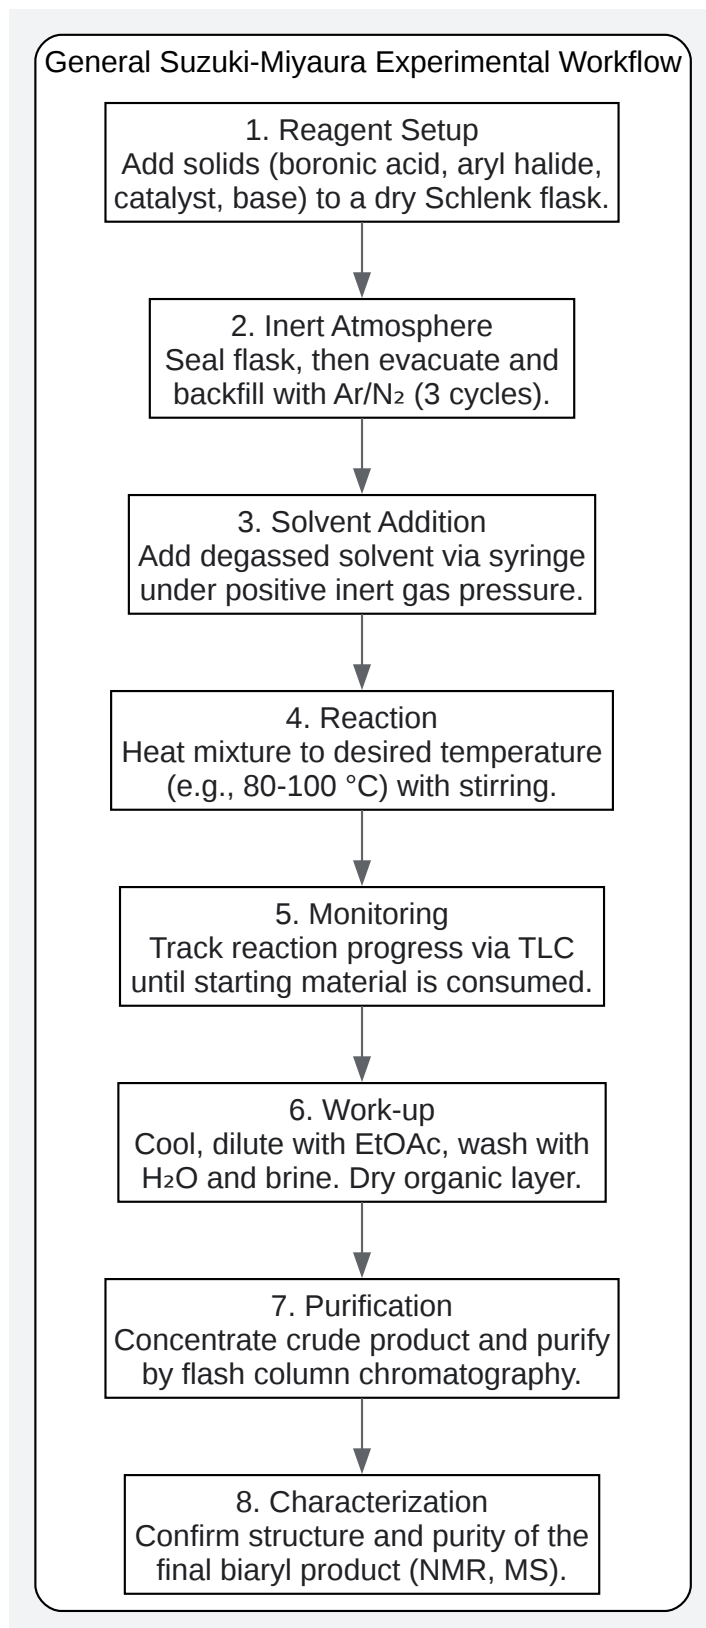 General Suzuki-Miyaura Experimental Workflow
1. Reagent Setup
Add solids (boronic acid, aryl halide,
catalyst, base) to a dry Schlenk flask.
2. Inert Atmosphere
Seal flask, then evacuate and
backfill with Ar/N₂ (3 cycles).
3. Solvent Addition
Add degassed solvent via syringe
under positive inert gas pressure.
4. Reaction
Heat mixture to desired temperature
(e.g., 80-100 °C) with stirring.
5. Monitoring
Track reaction progress via TLC
until starting material is consumed.
6. Work-up
Cool, dilute with EtOAc, wash with
H₂O and brine. Dry organic layer.
7. Purification
Concentrate crude product and purify
by flash column chromatography.
8. Characterization
Confirm structure and purity of the
final biaryl product (NMR, MS).